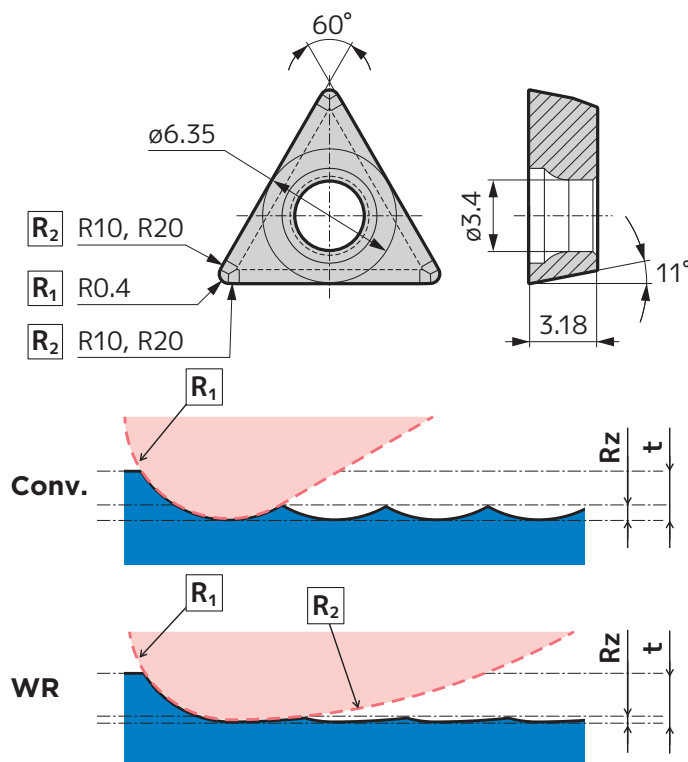 60°
ø6.35
R₂ R10, R20
R₁ R0.4
R₂ R10, R20
ø3.4
11°
3.18
R₁
Conv.
Rz
t
R₁
R₂
WR
Rz
t